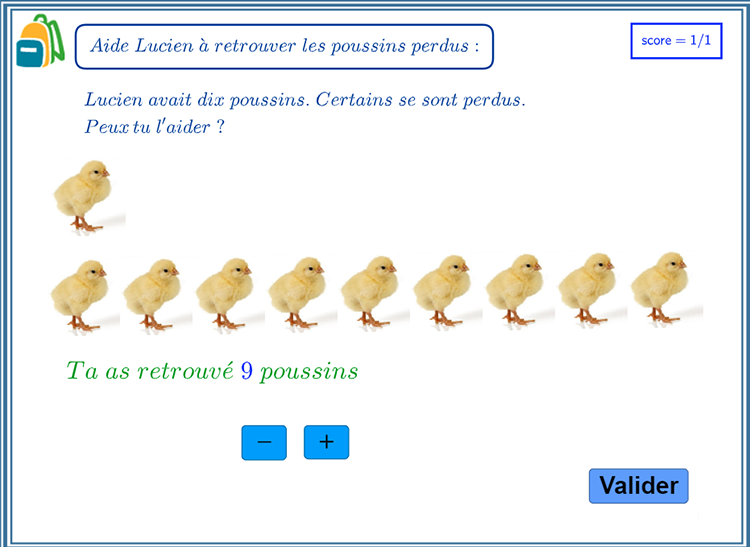 Aide Lucien à retrouver les poussins perdus :
score = 1/1
Lucien avait dix poussins. Certains se sont perdus.
Peux tu l'aider ?
Ta as retrouvé 9 poussins
− +
Valider